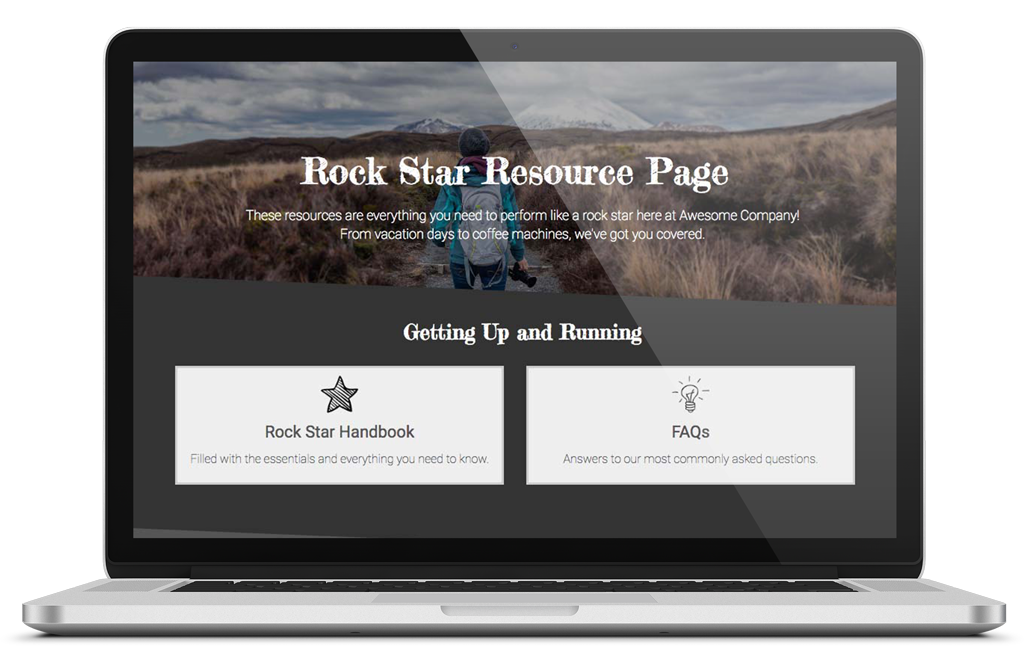 Rock Star Resource Page
These resources are everything you need to perform like a rock star here at Awesome Company!
From vacation days to coffee machines, we've got you covered.
Getting Up and Running
Rock Star Handbook
Filled with the essentials and everything you need to know.
FAQs
Answers to our most commonly asked questions.